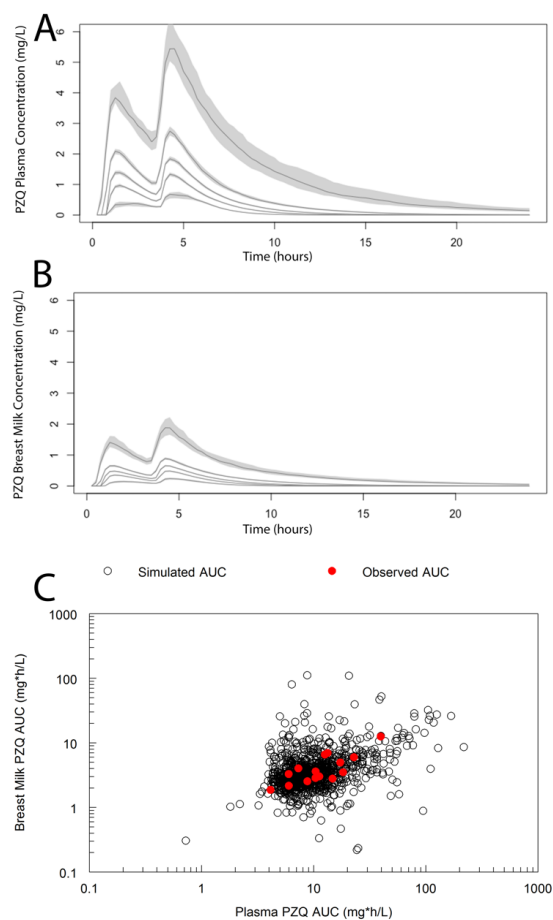 A
PZQ Plasma Concentration (mg/L)
6
5
4
3
2
1
0
0 5 10 15 20
Time (hours)
B
PZQ Breast Milk Concentration (mg/L)
6
5
4
3
2
1
0
0 5 10 15 20
Time (hours)
Simulated AUC Observed AUC
C
Breast Milk PZQ AUC (mg*h/L)
1000
100
10
1
0.1
0.1 1 10 100 1000
Plasma PZQ AUC (mg*h/L)